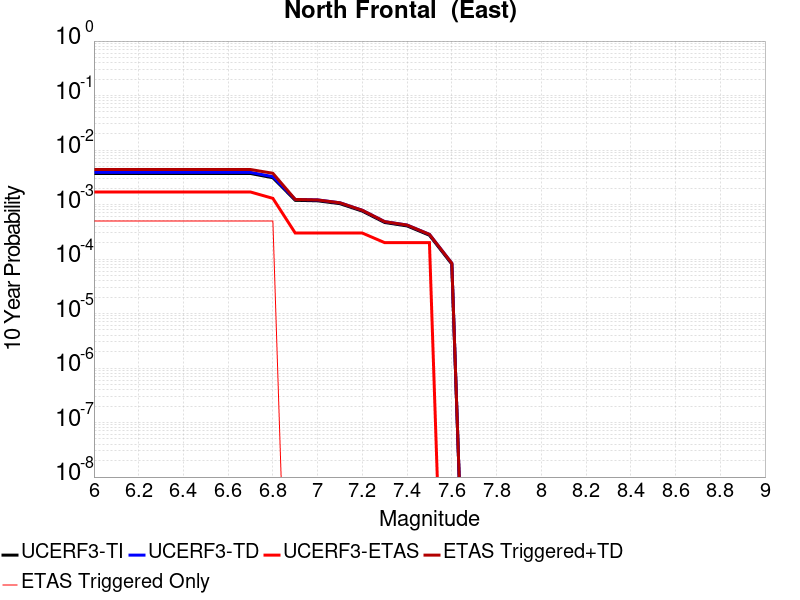 North Frontal  (East)
10 Year Probability
10^0
10^-1
10^-2
10^-3
10^-4
10^-5
10^-6
10^-7
10^-8
6 6.2 6.4 6.6 6.8 7 7.2 7.4 7.6 7.8 8 8.2 8.4 8.6 8.8 9
Magnitude
UCERF3-TI UCERF3-TD UCERF3-ETAS ETAS Triggered+TD
ETAS Triggered Only